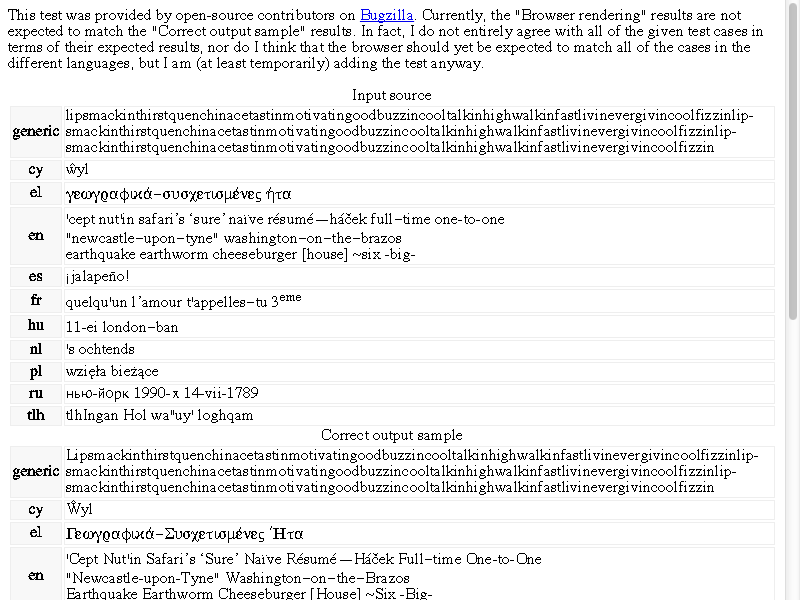 This test was provided by open-source contributors on Bugzilla. Currently, the "Browser rendering" results are not
expected to match the "Correct output sample" results. In fact, I do not entirely agree with all of the given test cases in
terms of their expected results, nor do I think that the browser should yet be expected to match all of the cases in the
different languages, but I am (at least temporarily) adding the test anyway.
Input source
generic lipsmackinthirstquenchinacetastinmotivatingoodbuzzincooltalkinhighwalkinfastlivinevergivincoolfizzinlip-
smackinthirstquenchinacetastinmotivatingoodbuzzincooltalkinhighwalkinfastlivinevergivincoolfizzinlip-
smackinthirstquenchinacetastinmotivatingoodbuzzincooltalkinhighwalkinfastlivinevergivincoolfizzin
cy ŵyl
el γεωγραφικά-συσχετισμένες ήτα
en 'cept nut'in safari’s ‘sure’ naïve résumé—háček full-time one-to-one
"newcastle-upon-tyne" washington-on-the-brazos
earthquake earthworm cheeseburger [house] ~six -big-
es ¡jalapeño!
fr quelqu'un l’amour t'appelles-tu 3eme
hu 11-ei london-ban
nl 's ochtends
pl wzięła bieżące
ru нью-йорк 1990-х 14-vii-1789
tlh tlhIngan Hol wa"uy' loghqam
Correct output sample
generic Lipsmackinthirstquenchinacetastinmotivatingoodbuzzincooltalkinhighwalkinfastlivinevergivincoolfizzinlip-
smackinthirstquenchinacetastinmotivatingoodbuzzincooltalkinhighwalkinfastlivinevergivincoolfizzinlip-
smackinthirstquenchinacetastinmotivatingoodbuzzincooltalkinhighwalkinfastlivinevergivincoolfizzin
cy Ŵyl
el Γεωγραφικά-Συσχετισμένες Ήτα
en 'Cept Nut'in Safari’s ‘Sure’ Naïve Résumé—Háček Full-time One-to-One
"Newcastle-upon-Tyne" Washington-on-the-Brazos
Earthquake Earthworm Cheeseburger [House] ~Six -Big-